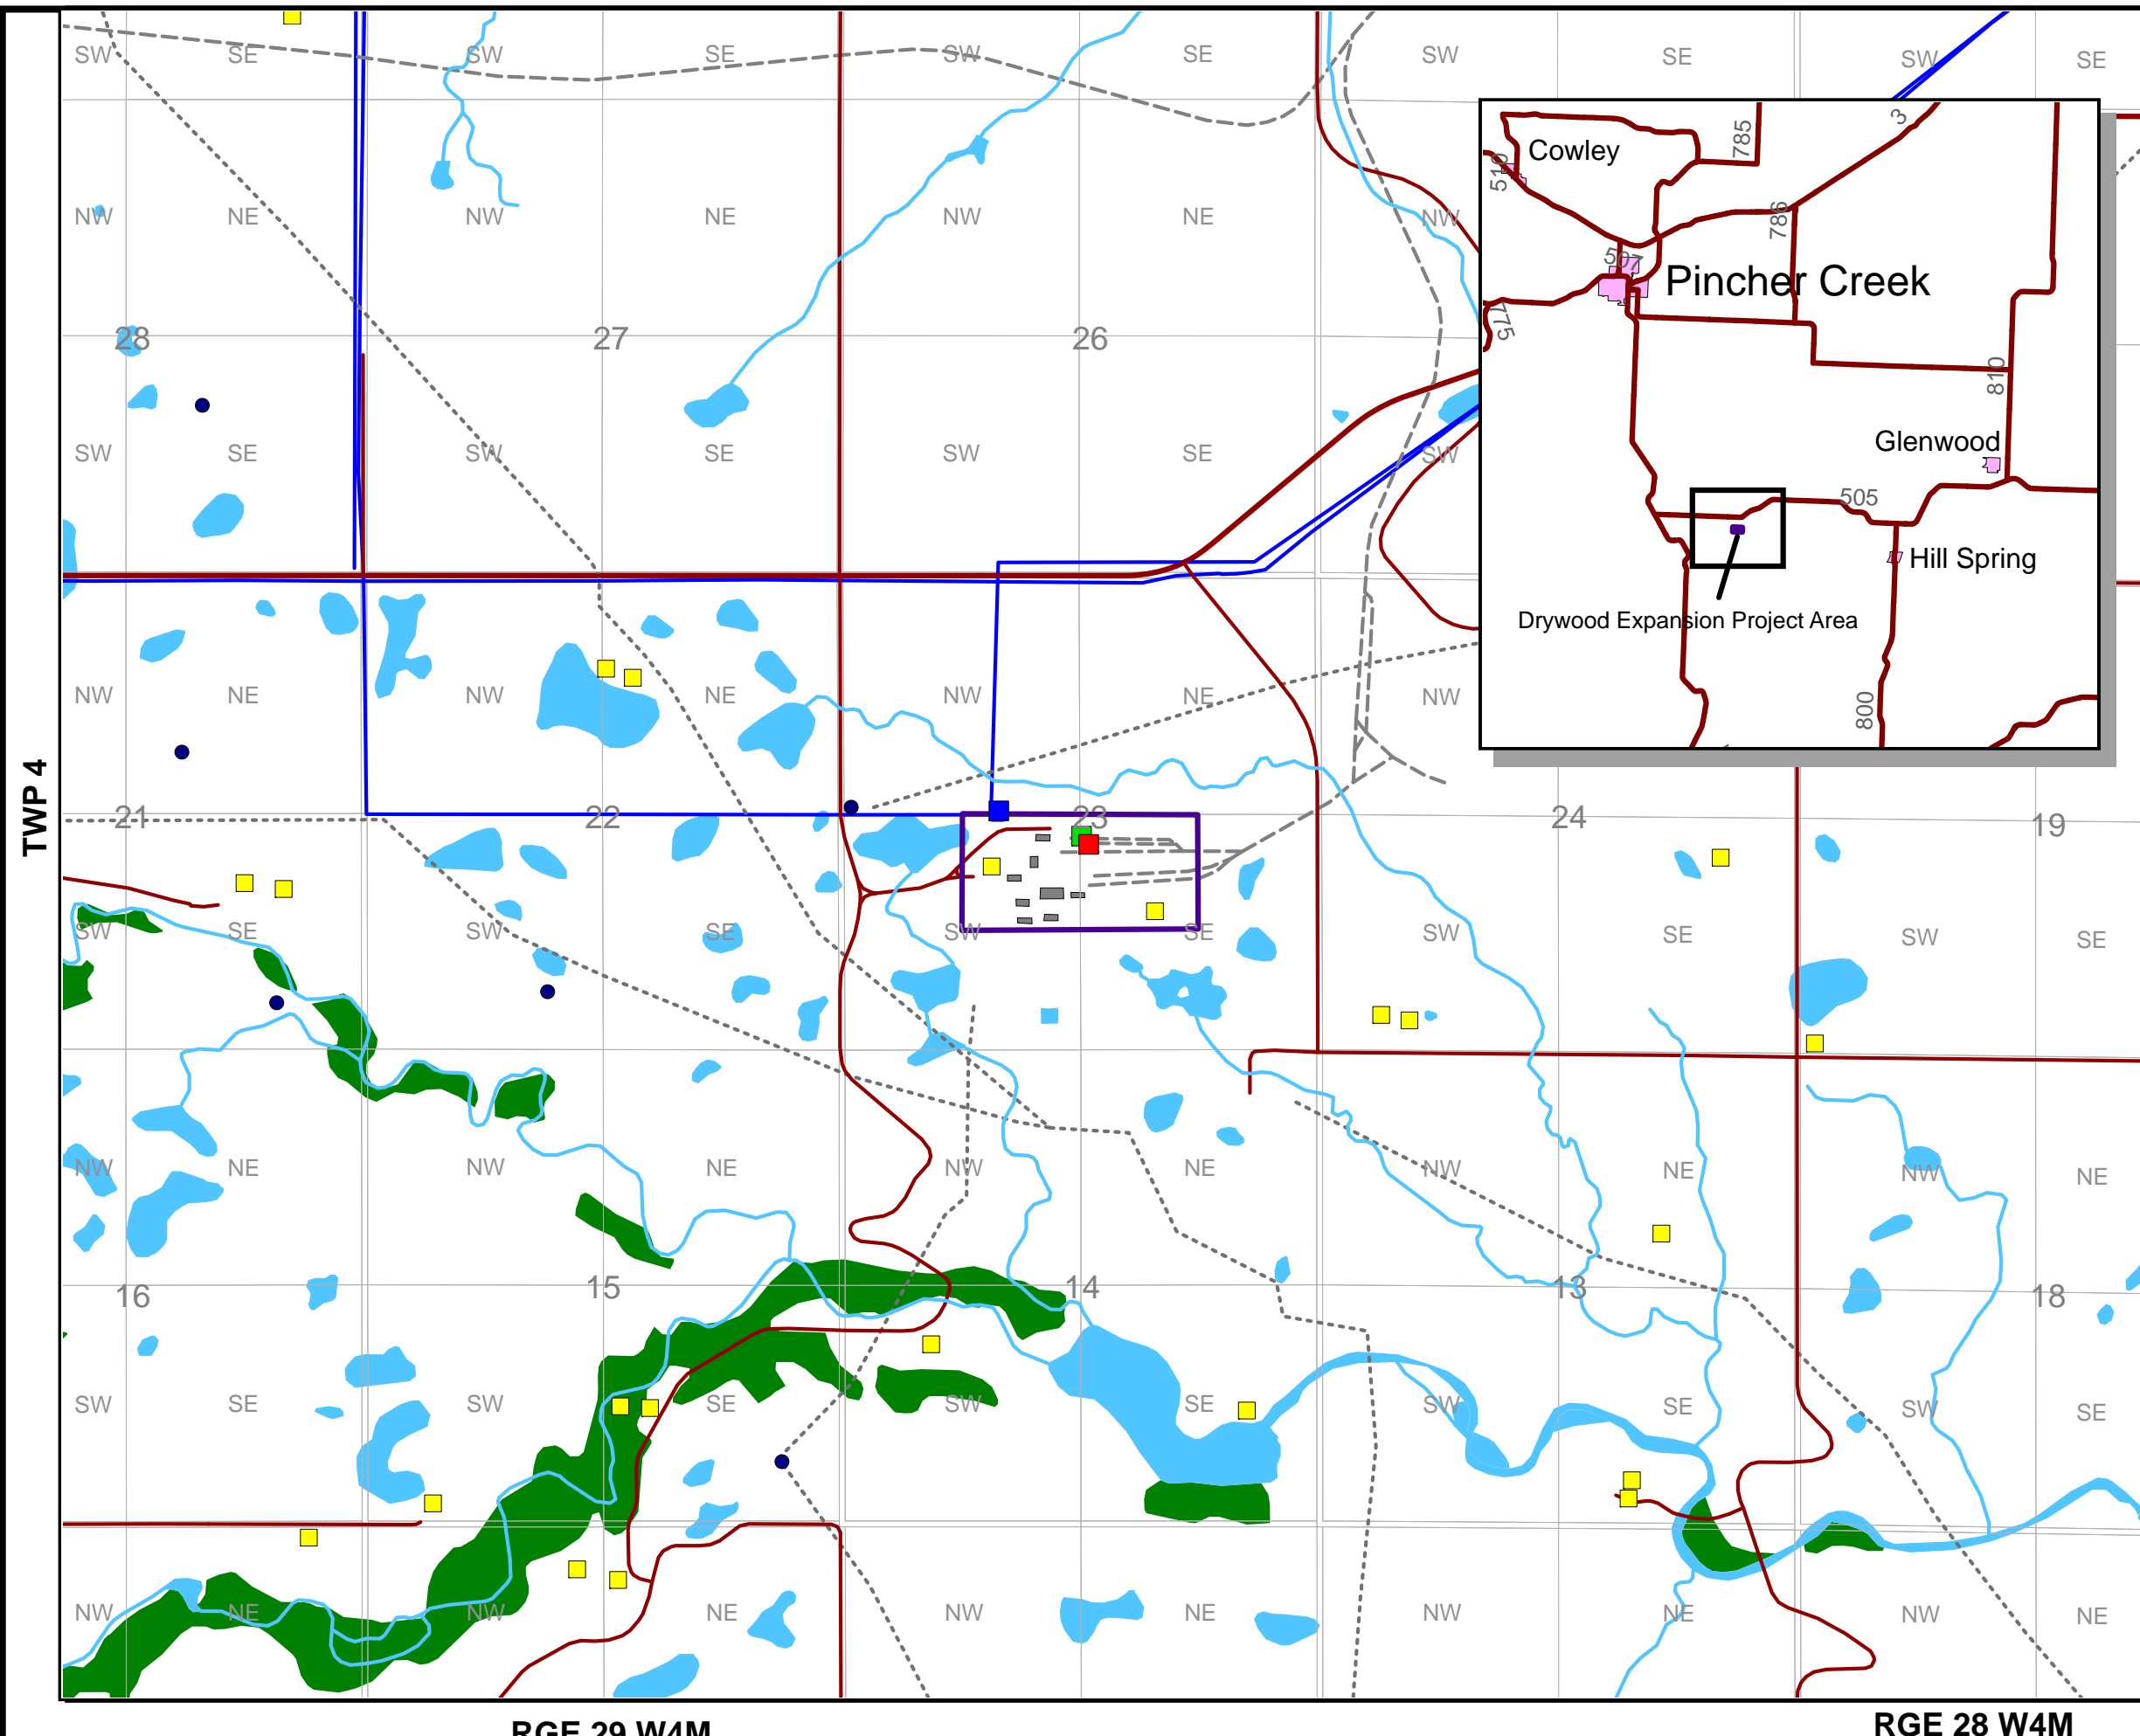 SW SE SW SE SW SE SW SE SW SE
NW NE NW NE NW NE NW
28 27 26
SW SE SW SE SW SE SW
Cowley
785
3
510
786
507
Pincher Creek
775
810
Glenwood
505
Hill Spring
Drywood Expansion Project Area
800
NW NE NW NE NW NE NW
TWP 4
21 22 23 24 19
SW SE SW SE SW SE SW SE SW SE
NW NE NW NE NW NE NW NE NW NE
16 15 14 13 18
SW SE SW SE SW SE SW SE SW SE
NW NE NW NE NW NE NW NE NW NE
RGE 29 W4M RGE 28 W4M